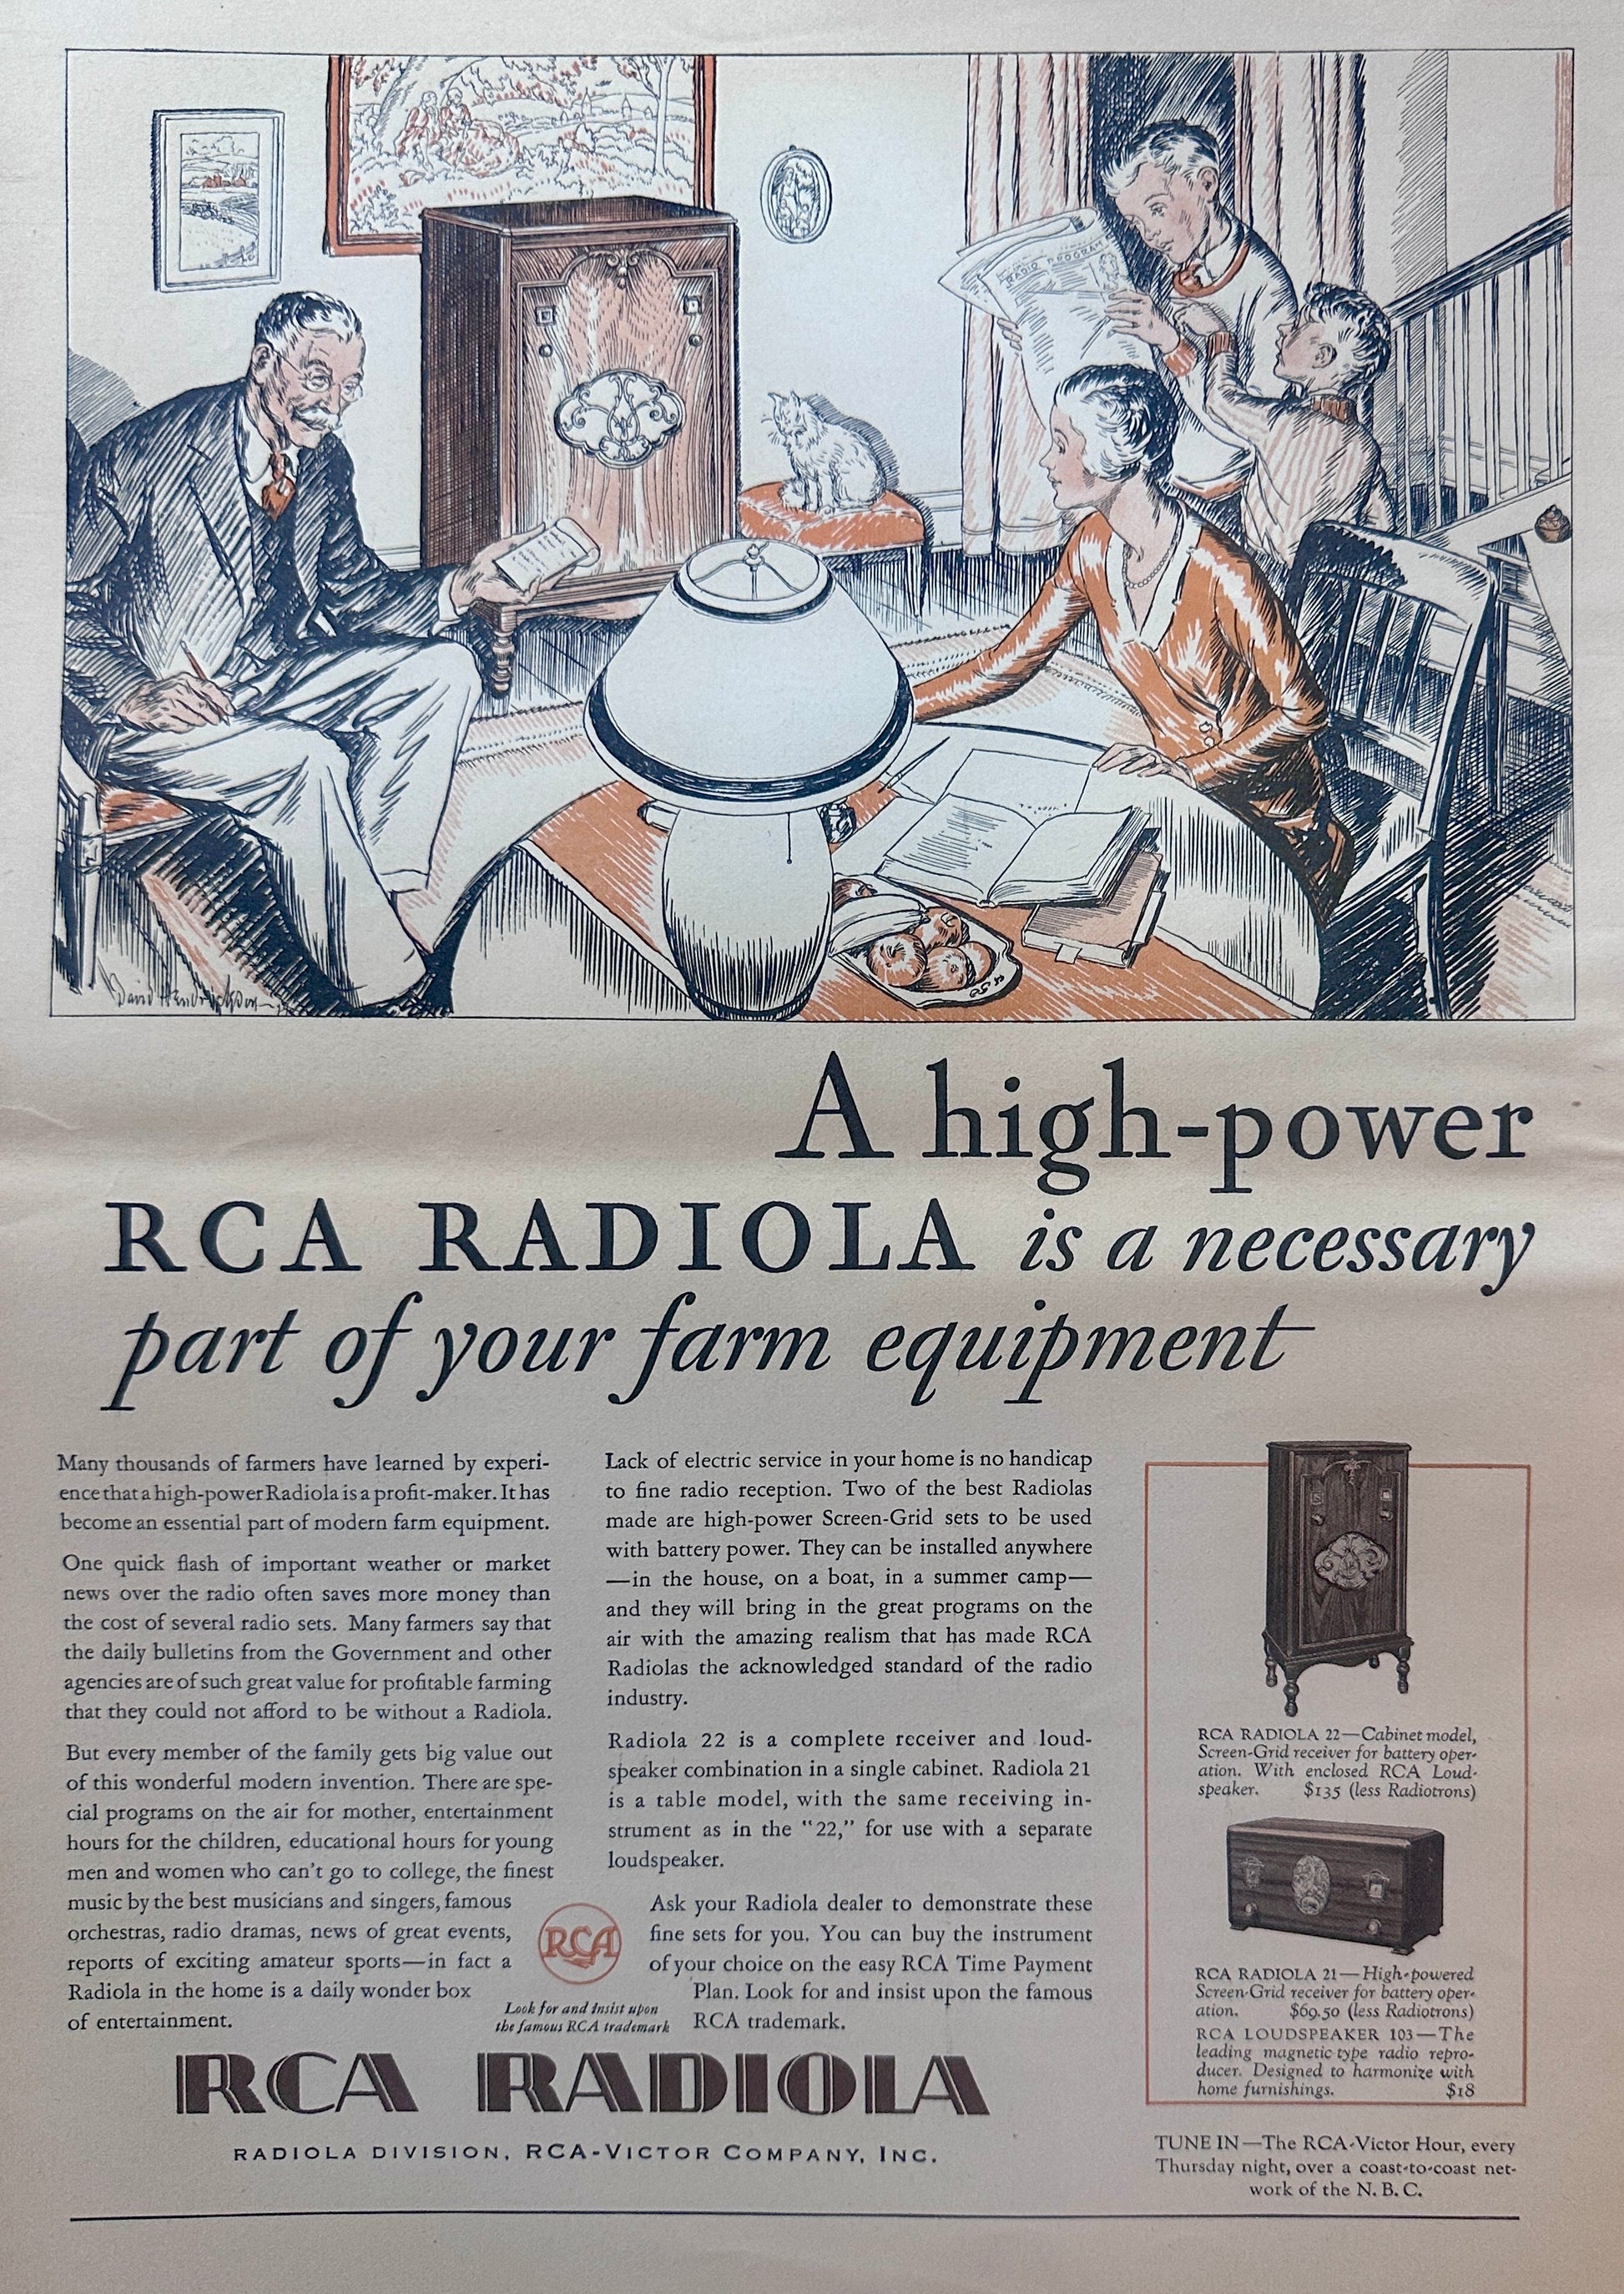 RADIO PROGRAM
David Hendrickson
A high-power
RCA RADIOLA is a necessary
part of your farm equipment
Many thousands of farmers have learned by experi-
ence that a high-power Radiola is a profit-maker. It has
become an essential part of modern farm equipment.
One quick flash of important weather or market
news over the radio often saves more money than
the cost of several radio sets. Many farmers say that
the daily bulletins from the Government and other
agencies are of such great value for profitable farming
that they could not afford to be without a Radiola.
But every member of the family gets big value out
of this wonderful modern invention. There are spe-
cial programs on the air for mother, entertainment
hours for the children, educational hours for young
men and women who can't go to college, the finest
music by the best musicians and singers, famous
orchestras, radio dramas, news of great events,
reports of exciting amateur sports—in fact a
Radiola in the home is a daily wonder box
of entertainment.
Lack of electric service in your home is no handicap
to fine radio reception. Two of the best Radiolas
made are high-power Screen-Grid sets to be used
with battery power. They can be installed anywhere
—in the house, on a boat, in a summer camp—
and they will bring in the great programs on the
air with the amazing realism that has made RCA
Radiolas the acknowledged standard of the radio
industry.
Radiola 22 is a complete receiver and loud-
speaker combination in a single cabinet. Radiola 21
is a table model, with the same receiving in-
strument as in the "22," for use with a separate
loudspeaker.
Ask your Radiola dealer to demonstrate these
fine sets for you. You can buy the instrument
of your choice on the easy RCA Time Payment
Plan. Look for and insist upon the famous
RCA trademark.
RCA
Look for and insist upon
the famous RCA trademark
RCA RADIOLA 22—Cabinet model,
Screen-Grid receiver for battery oper-
ation. With enclosed RCA Loud-
speaker. $135 (less Radiotrons)
RCA RADIOLA 21—High-powered
Screen-Grid receiver for battery oper-
ation. $69.50 (less Radiotrons)
RCA LOUDSPEAKER 103—The
leading magnetic type radio repro-
ducer. Designed to harmonize with
home furnishings. $18
RCA RADIOLA
RADIOLA DIVISION, RCA-VICTOR COMPANY, INC.
TUNE IN—The RCA-Victor Hour, every
Thursday night, over a coast-to-coast net-
work of the N. B. C.